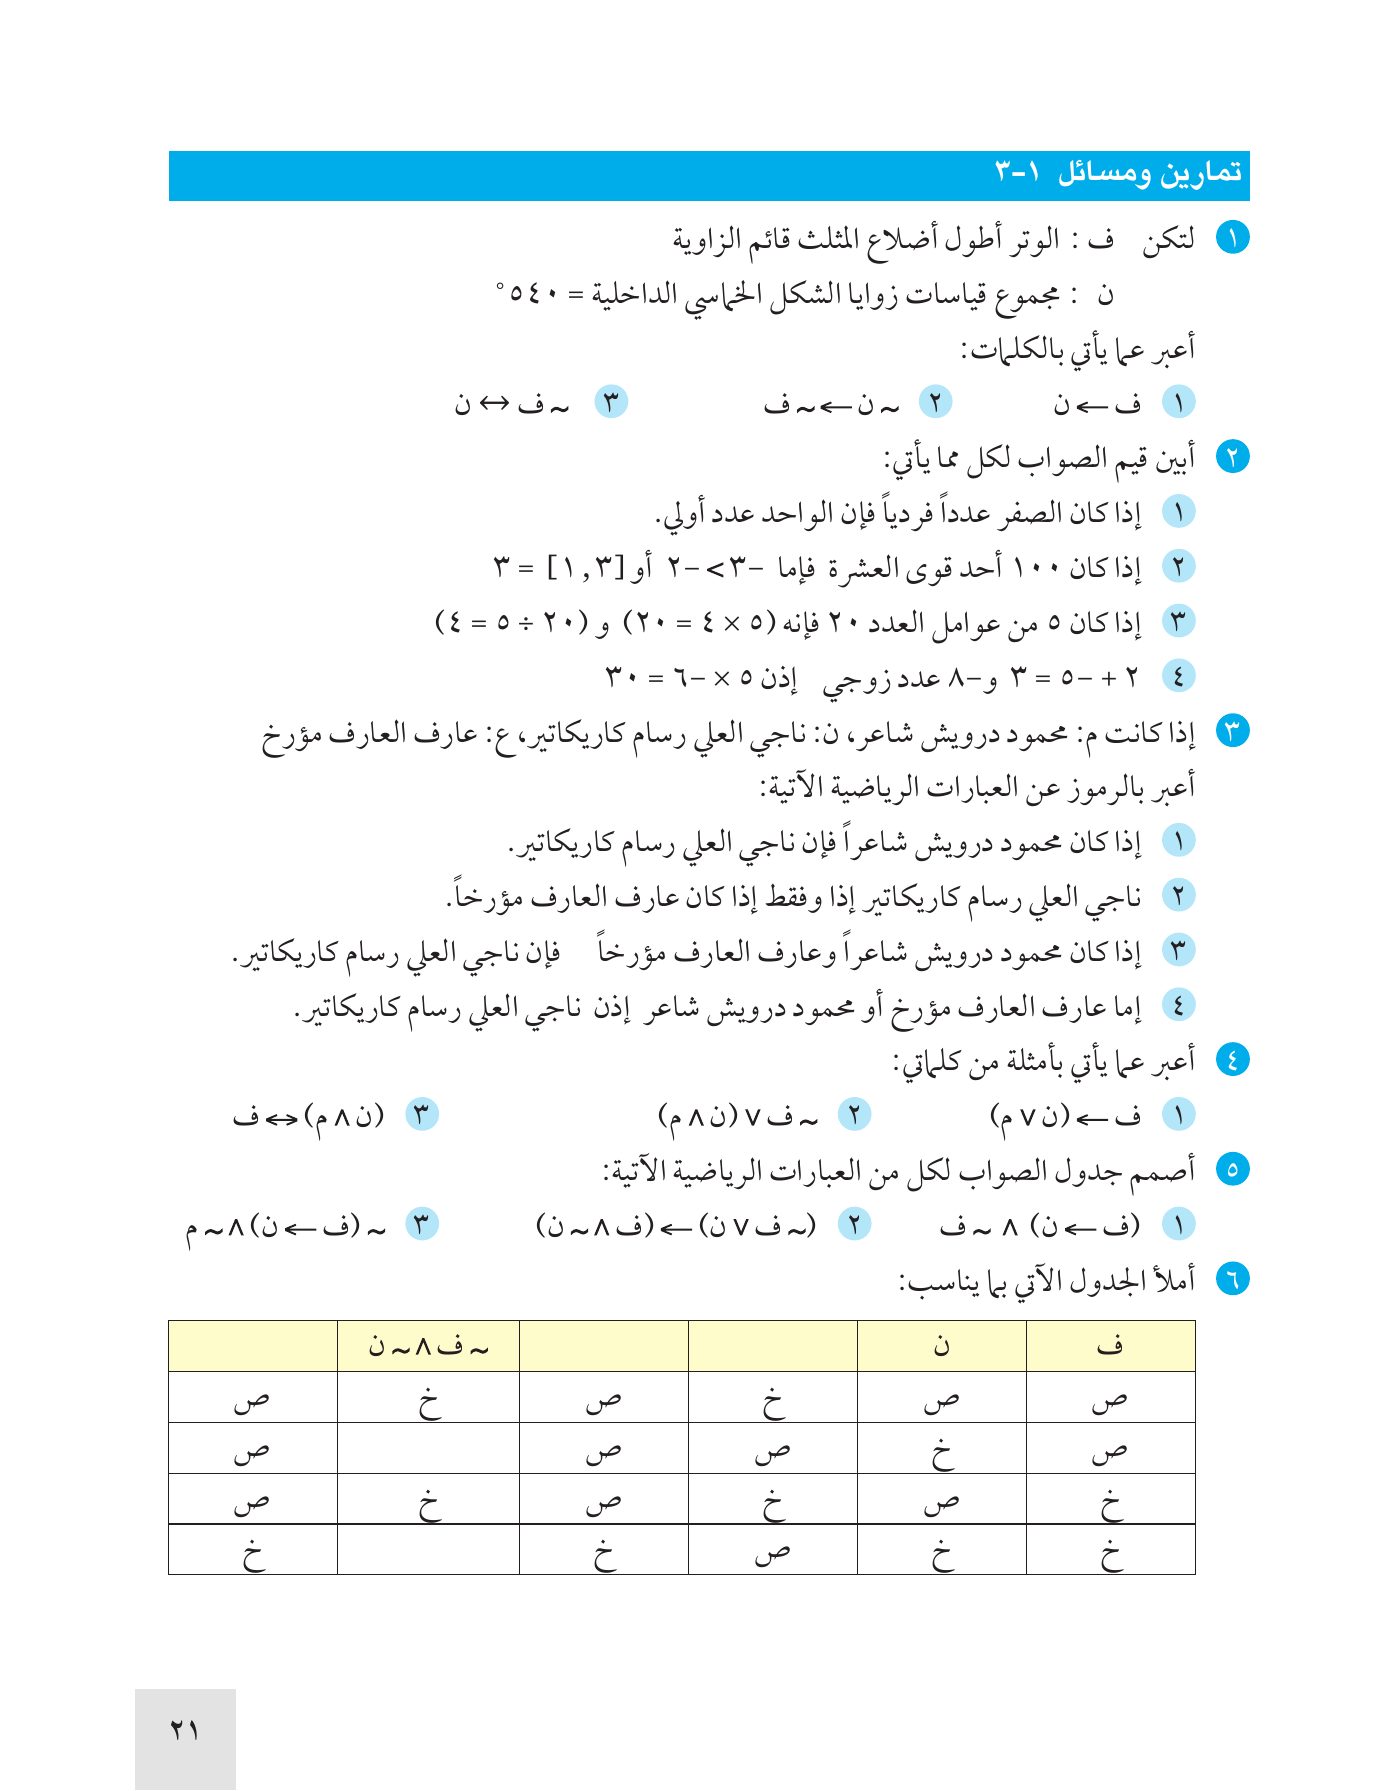 تمارين ومسائل ١-٣
١ لتكن ف : الوتر أطول أضلاع المثلث قائم الزاوية
ن : مجموع قياسات زوايا الشكل الخماسي الداخلية = ٥٤٠°
أعبر عما يأتي بالكلمات:
١ ف ← ن ٢ ~ ن ← ~ ف ٣ ~ ف ↔ ن
٢ أبين قيم الصواب لكل مما يأتي:
١ إذا كان الصفر عدداً فردياً فإن الواحد عدد أولي.
٢ إذا كان ١٠٠ أحد قوى العشرة فإما -٣ < -٢ أو [٣,١] = ٣
٣ إذا كان ٥ من عوامل العدد ٢٠ فإنه (٥ × ٤ = ٢٠) و (٢٠ ÷ ٥ = ٤)
٤ ٢ + -٥ = ٣ و -٨ عدد زوجي إذن ٥ × -٦ = ٣٠
٣ إذا كانت م: محمود درويش شاعر، ن: ناجي العلي رسام كاريكاتير، ع: عارف العارف مؤرخ
أعبر بالرموز عن العبارات الرياضية الآتية:
١ إذا كان محمود درويش شاعراً فإن ناجي العلي رسام كاريكاتير.
٢ ناجي العلي رسام كاريكاتير إذا وفقط إذا كان عارف العارف مؤرخاً.
٣ إذا كان محمود درويش شاعراً وعارف العارف مؤرخاً فإن ناجي العلي رسام كاريكاتير.
٤ إما عارف العارف مؤرخ أو محمود درويش شاعر إذن ناجي العلي رسام كاريكاتير.
٤ أعبر عما يأتي بأمثلة من كلماتي:
١ ف ← (ن ∨ م) ٢ ~ ف ∨ (ن ∧ م) ٣ (ن ∧ م) ↔ ف
٥ أصمم جدول الصواب لكل من العبارات الرياضية الآتية:
١ (ف ← ن) ∧ ~ ف ٢ (~ ف ∨ ن) ← (ف ∧ ~ ن) ٣ ~ (ف ← ن) ∧ ~ م
٦ أملأ الجدول الآتي بما يناسب:
ف ن ~ ف ∧ ~ ن
ص ص خ ص خ ص
ص خ ص ص ص
خ ص خ ص خ ص
خ خ ص خ خ
٢١